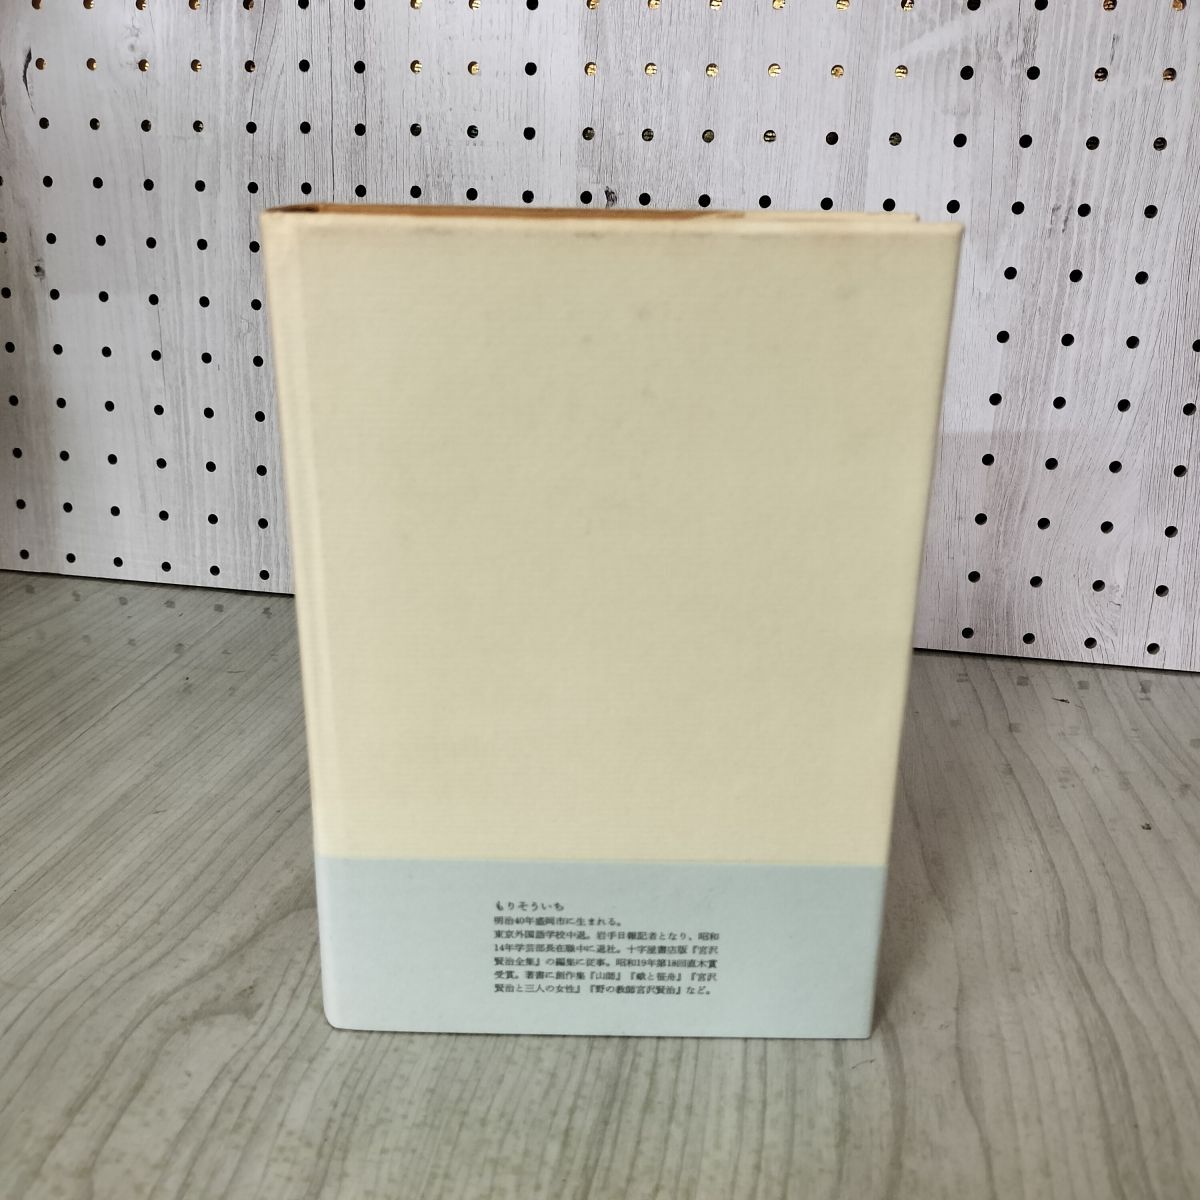 もりそういち
明治40年盛岡市に生まれる。
東京外国語学校中退。岩手日報記者となり、昭和
14年学芸部長在職中に退社。十字屋書店版『宮沢
賢治全集』の編集に従事。昭和19年第18回直木賞
受賞。著書に創作集『山師』『蛾と笹舟』『宮沢
賢治と三人の女性』『野の教師宮沢賢治』など。